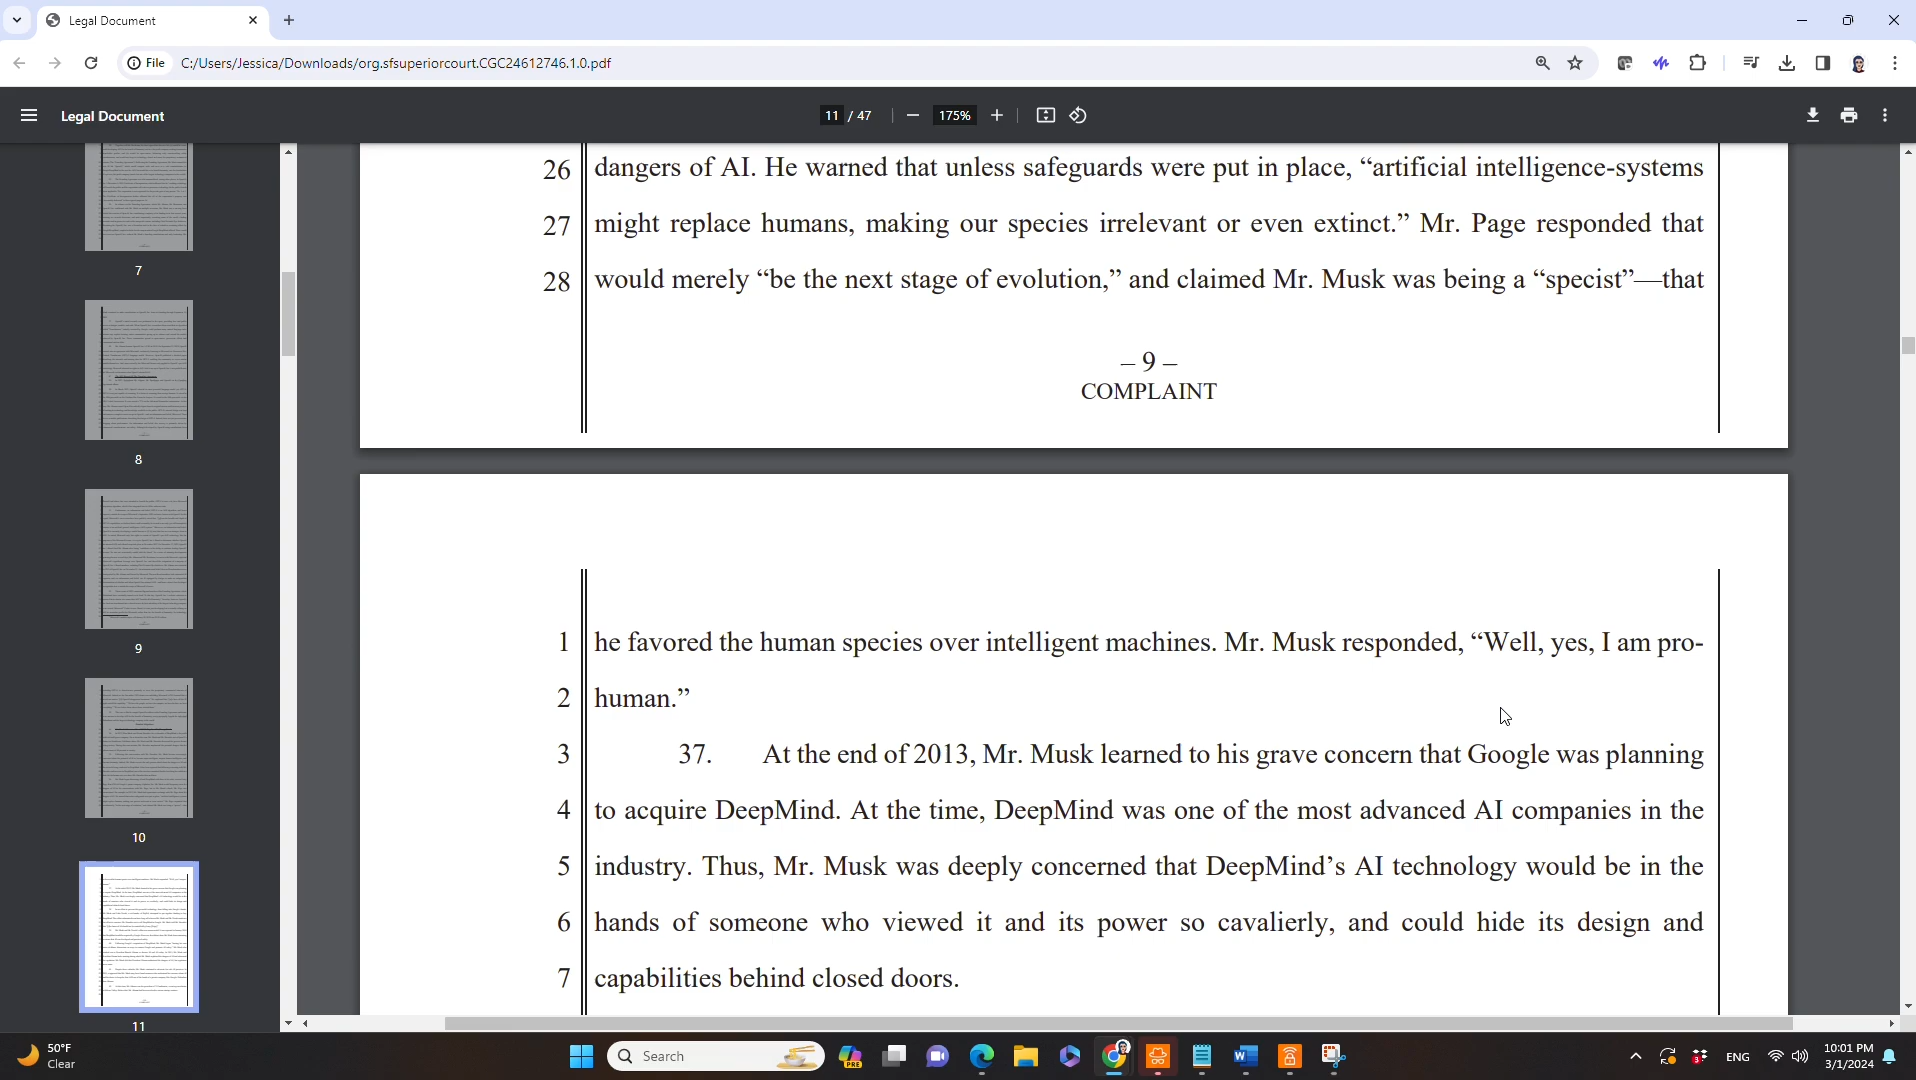 Legal Document
File
C:/Users/Jessica/Downloads/org.sfsuperiorcourt.CGC24612746.1.0.pdf
Legal Document
11 / 47
175%
7
8
9
10
11
26 dangers of AI. He warned that unless safeguards were put in place, “artificial intelligence-systems
27 might replace humans, making our species irrelevant or even extinct.” Mr. Page responded that
28 would merely “be the next stage of evolution,” and claimed Mr. Musk was being a “specist”—that
– 9 –
COMPLAINT
1 he favored the human species over intelligent machines. Mr. Musk responded, “Well, yes, I am pro-
2 human.”
3 37. At the end of 2013, Mr. Musk learned to his grave concern that Google was planning
4 to acquire DeepMind. At the time, DeepMind was one of the most advanced AI companies in the
5 industry. Thus, Mr. Musk was deeply concerned that DeepMind’s AI technology would be in the
6 hands of someone who viewed it and its power so cavalierly, and could hide its design and
7 capabilities behind closed doors.
50°F
Clear
Search
PRE
ENG
10:01 PM
3/1/2024